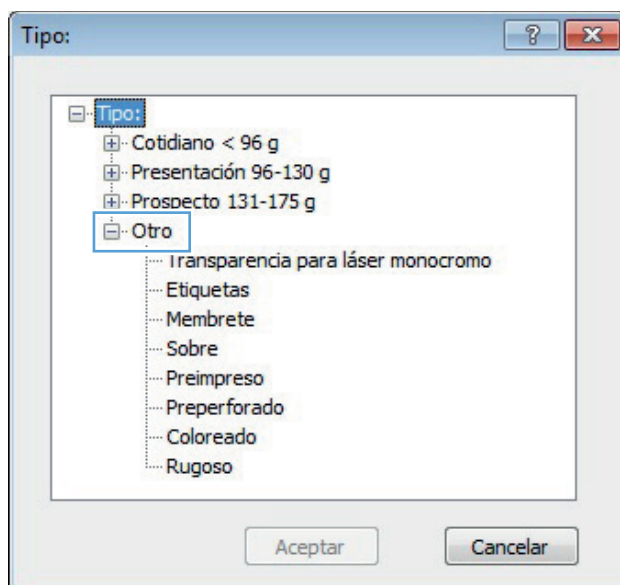 Tipo:
Tipo:
Cotidiano < 96 g
Presentación 96-130 g
Prospecto 131-175 g
Otro
Transparencia para láser monocromo
Etiquetas
Membrete
Sobre
Preimpreso
Preperforado
Coloreado
Rugoso
Aceptar
Cancelar